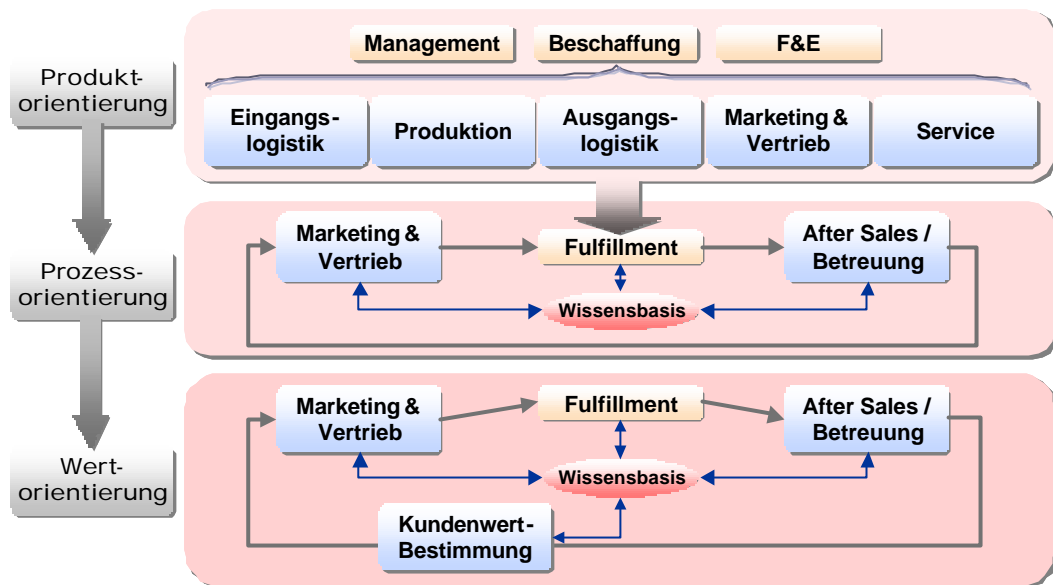 Management
Beschaffung
F&E
Produkt-
orientierung
Eingangs-
logistik
Produktion
Ausgangs-
logistik
Marketing &
Vertrieb
Service
Prozess-
orientierung
Marketing &
Vertrieb
Fulfillment
After Sales /
Betreuung
Wissensbasis
Wert-
orientierung
Marketing &
Vertrieb
Fulfillment
After Sales /
Betreuung
Wissensbasis
Kundenwert-
Bestimmung